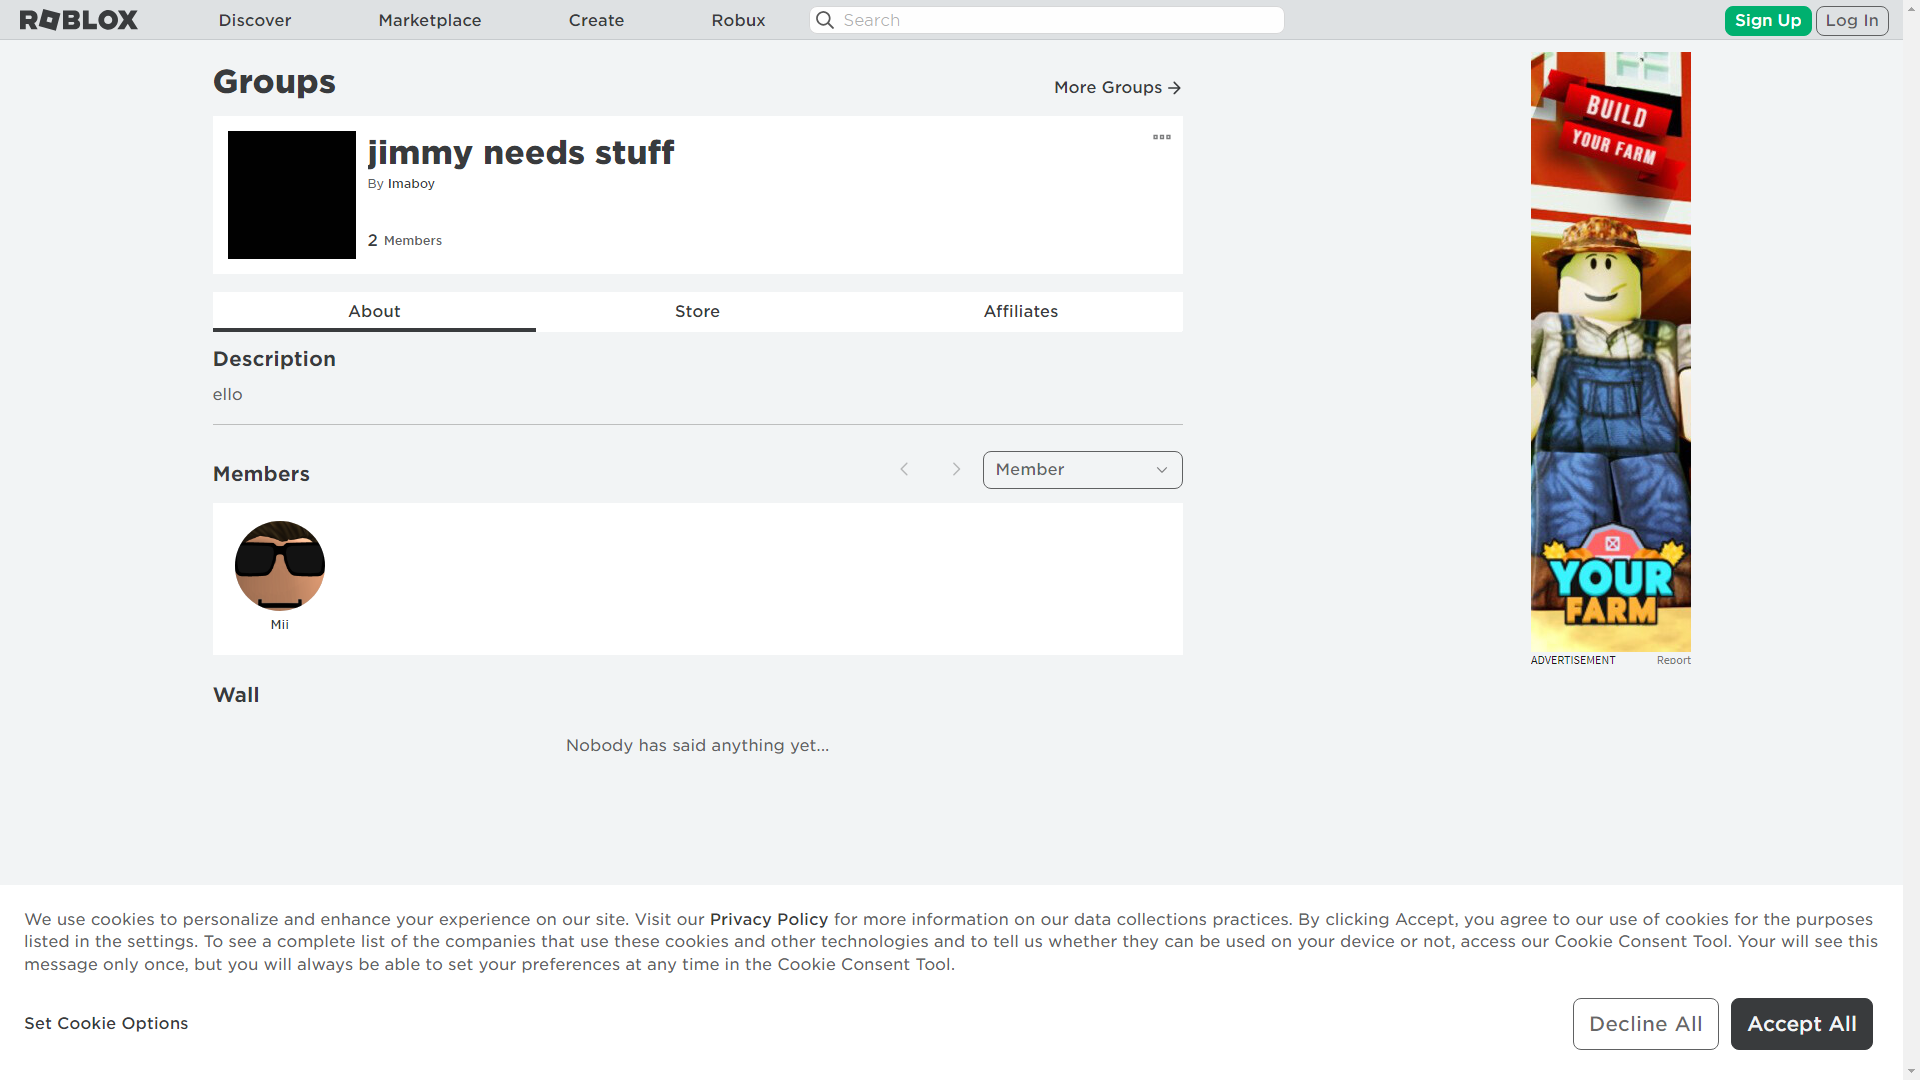 ROBLOX
Discover
Marketplace
Create
Robux
Search
Sign Up
Log In
Groups
More Groups
jimmy needs stuff
By Imaboy
2 Members
About
Store
Affiliates
Description
ello
Members
Member
Mii
Wall
Nobody has said anything yet...
BUILD
YOUR FARM
YOUR
FARM
ADVERTISEMENT
Report
We use cookies to personalize and enhance your experience on our site. Visit our Privacy Policy for more information on our data collections practices. By clicking Accept, you agree to our use of cookies for the purposes
listed in the settings. To see a complete list of the companies that use these cookies and other technologies and to tell us whether they can be used on your device or not, access our Cookie Consent Tool. Your will see this
message only once, but you will always be able to set your preferences at any time in the Cookie Consent Tool.
Set Cookie Options
Decline All
Accept All